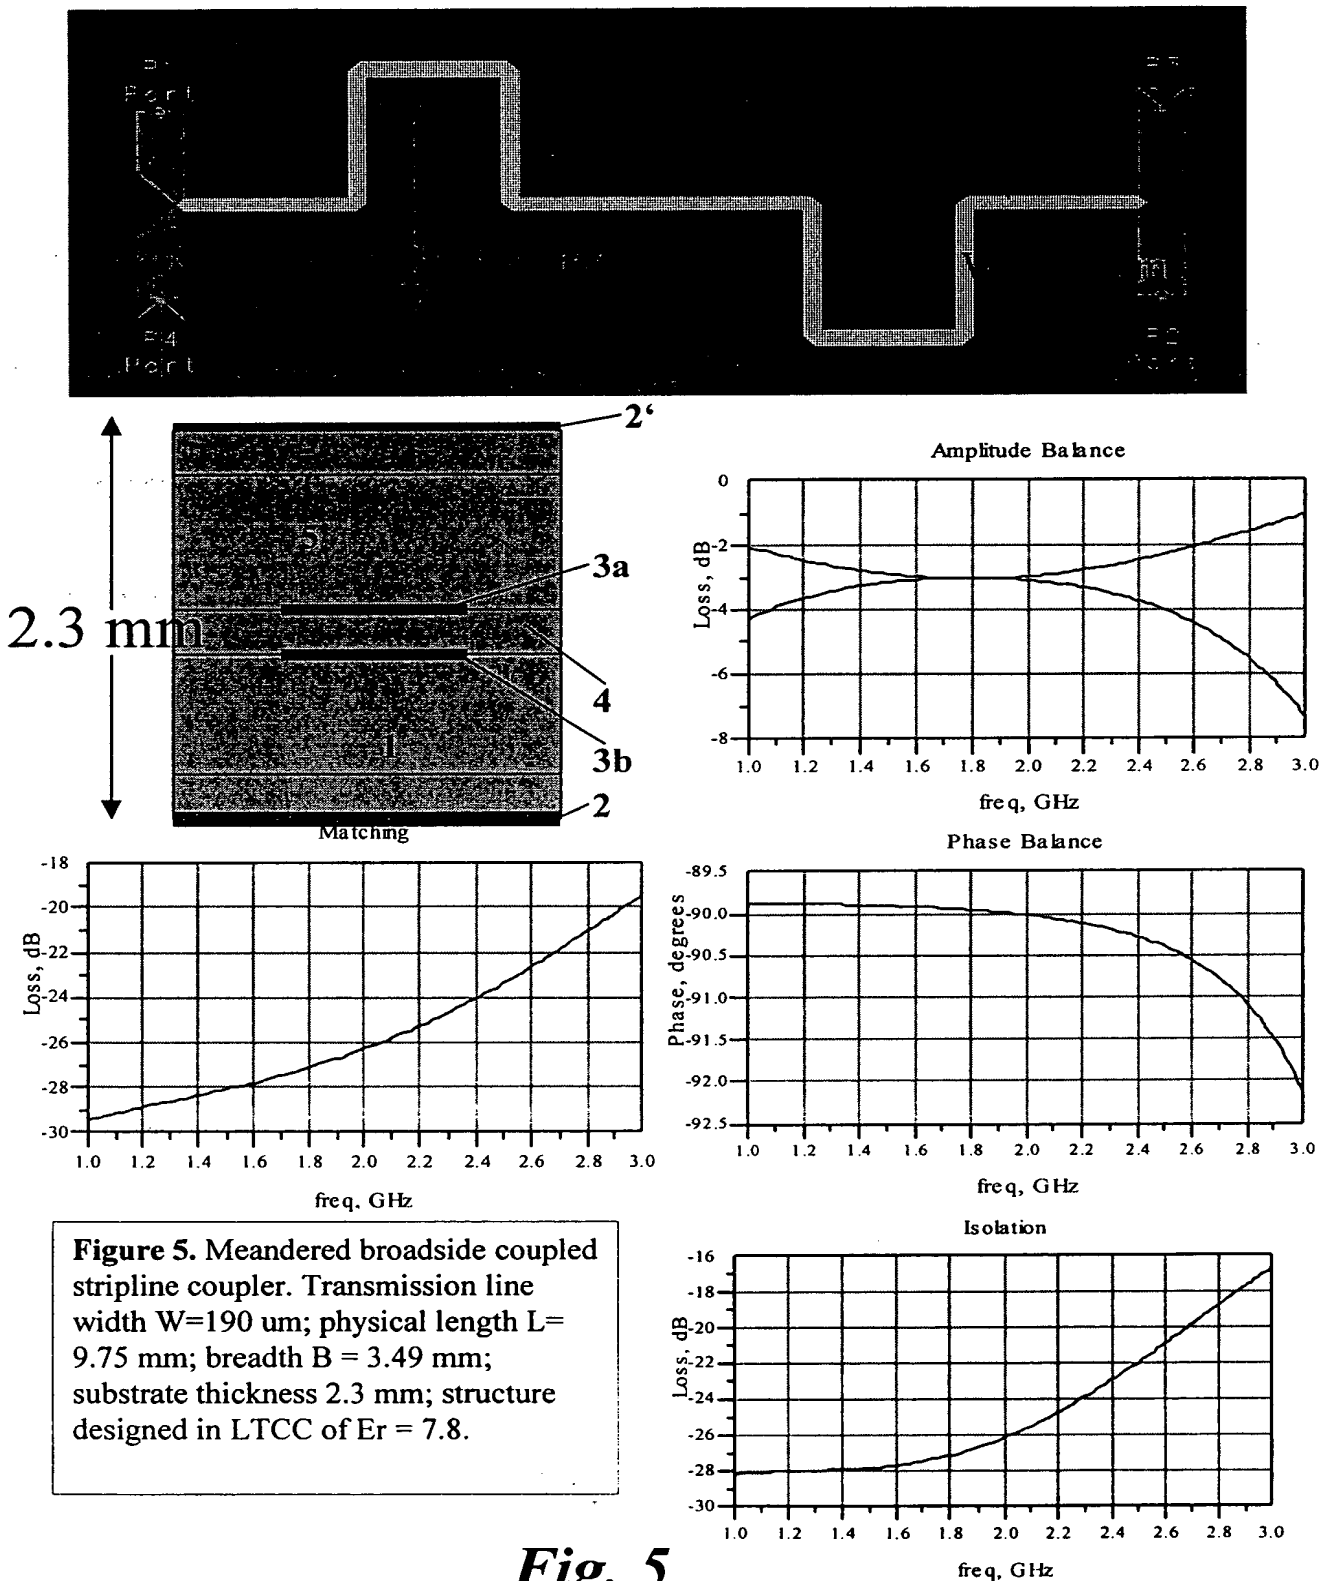 Port
P4
Port
2‘
5
3a
2.3 mm
4
1
3b
2
Amplitude Balance
0
-2
-4
-6
-8
Loss, dB
1.0 1.2 1.4 1.6 1.8 2.0 2.2 2.4 2.6 2.8 3.0
freq, GHz
Matching
-18
-20
-22
-24
-26
-28
-30
Loss, dB
1.0 1.2 1.4 1.6 1.8 2.0 2.2 2.4 2.6 2.8 3.0
freq, GHz
Phase Balance
-89.5
-90.0
-90.5
-91.0
-91.5
-92.0
-92.5
Phase, degrees
1.0 1.2 1.4 1.6 1.8 2.0 2.2 2.4 2.6 2.8 3.0
freq, GHz
Figure 5. Meandered broadside coupled
stripline coupler. Transmission line
width W=190 um; physical length L=
9.75 mm; breadth B = 3.49 mm;
substrate thickness 2.3 mm; structure
designed in LTCC of Er = 7.8.
Isolation
-16
-18
-20
-22
-24
-26
-28
-30
Loss, dB
1.0 1.2 1.4 1.6 1.8 2.0 2.2 2.4 2.6 2.8 3.0
freq, GHz
Fig. 5